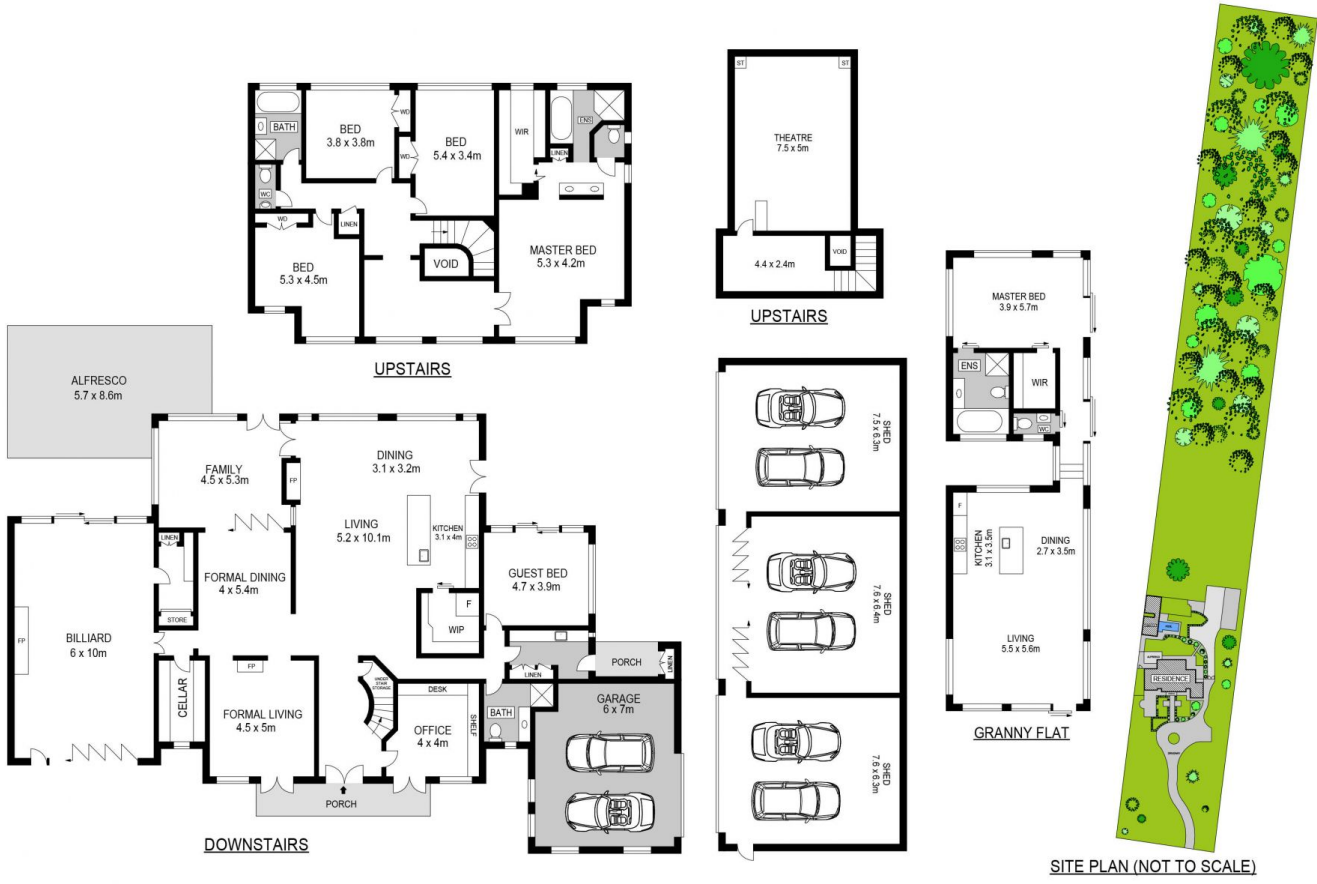 BATH
BED
3.8 x 3.8m
WD
WD
BED
5.4 x 3.4m
WIR
ENS
LINEN
WC
WD
LINEN
BED
5.3 x 4.5m
VOID
MASTER BED
5.3 x 4.2m
UPSTAIRS
ST
ST
THEATRE
7.5 x 5m
4.4 x 2.4m
VOID
UPSTAIRS
ALFRESCO
5.7 x 8.6m
FAMILY
4.5 x 5.3m
FP
DINING
3.1 x 3.2m
LIVING
5.2 x 10.1m
KITCHEN
3.1 x 4m
LINEN
FORMAL DINING
4 x 5.4m
STORE
GUEST BED
4.7 x 3.9m
F
WIP
FP
BILLIARD
6 x 10m
CELLAR
FP
FORMAL LIVING
4.5 x 5m
UNDER
STAIR
STORAGE
DESK
OFFICE
4 x 4m
SHELF
LINEN
PORCH
LINEN
BATH
GARAGE
6 x 7m
PORCH
DOWNSTAIRS
SHED
7.5 x 6.3m
SHED
7.6 x 6.4m
SHED
7.6 x 6.3m
MASTER BED
3.9 x 5.7m
ENS
WIR
WC
F
KITCHEN
3.1 x 3.5m
DINING
2.7 x 3.5m
LIVING
5.5 x 5.6m
GRANNY FLAT
RESIDENCE
SITE PLAN (NOT TO SCALE)